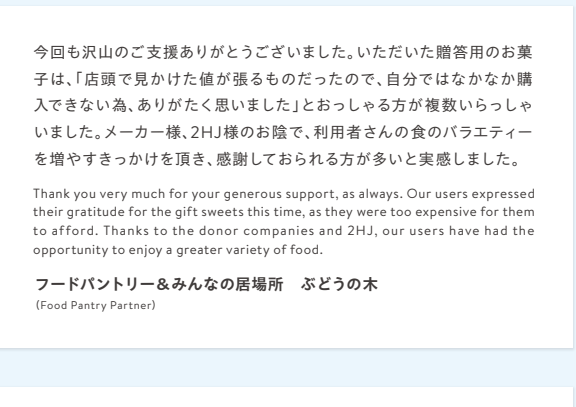 今回も沢山のご支援ありがとうございました。いただいた贈答用のお菓
子は、「店頭で見かけた値が張るものだったので、自分ではなかなか購
入できない為、ありがたく思いました」とおっしゃる方が複数いらっしゃ
いました。メーカー様、2HJ様のお陰で、利用者さんの食のバラエティー
を増やすきっかけを頂き、感謝しておられる方が多いと実感しました。
Thank you very much for your generous support, as always. Our users expressed
their gratitude for the gift sweets this time, as they were too expensive for them
to afford. Thanks to the donor companies and 2HJ, our users have had the
opportunity to enjoy a greater variety of food.
フードパントリー&みんなの居場所　ぶどうの木
(Food Pantry Partner)